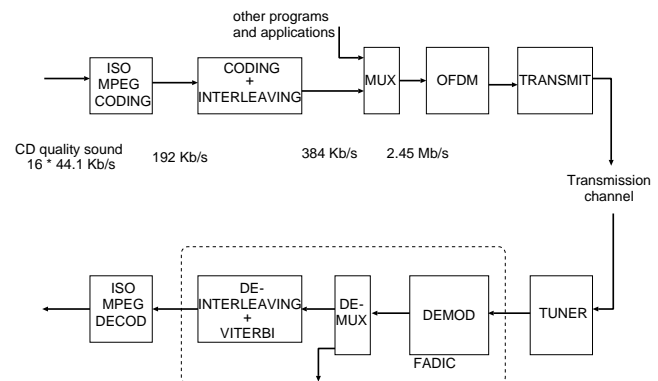 other programs
and applications
ISO
MPEG
CODING
CODING
+
INTERLEAVING
MUX
OFDM
TRANSMIT
CD quality sound
16 * 44.1 Kb/s
192 Kb/s
384 Kb/s
2.45 Mb/s
Transmission
channel
ISO
MPEG
DECOD
DE-
INTERLEAVING
+
VITERBI
DE-
MUX
DEMOD
TUNER
FADIC